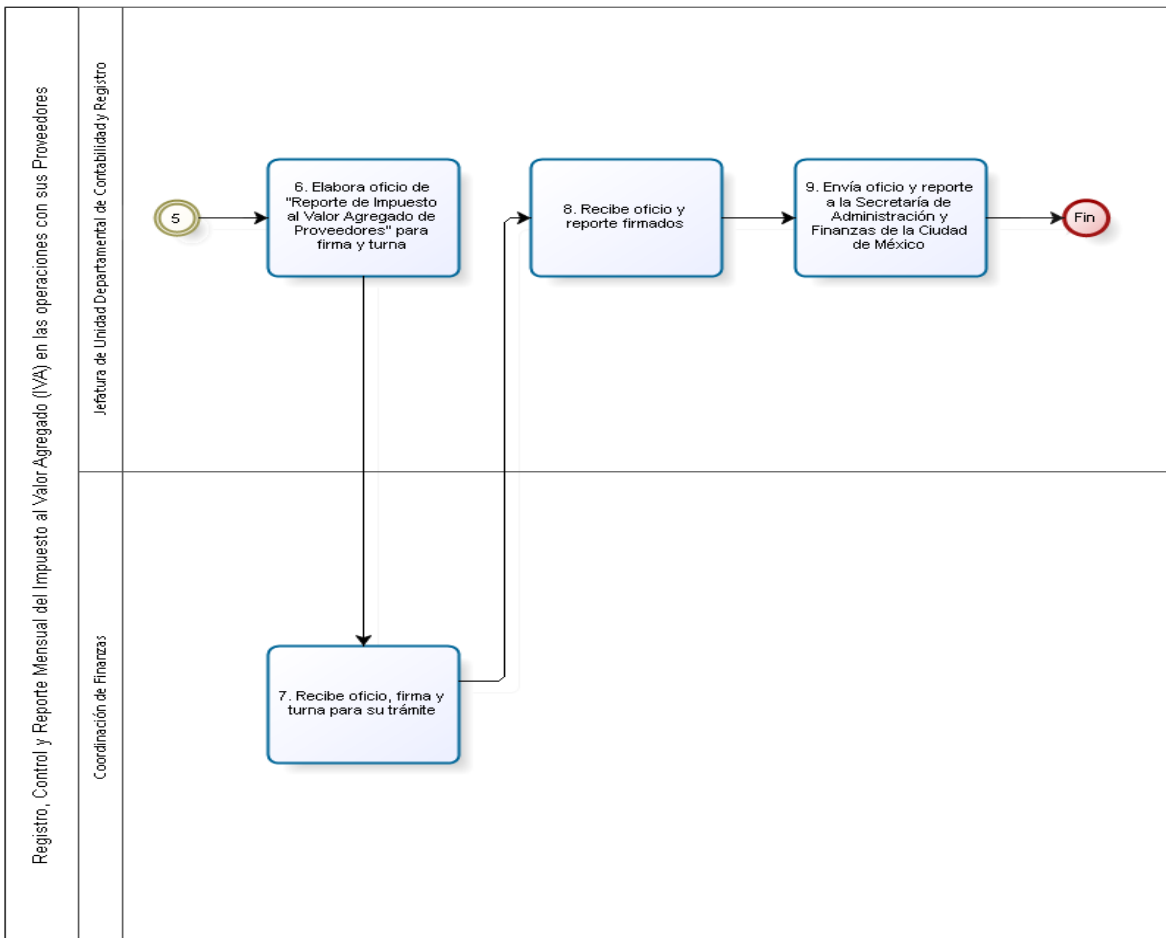 Registro, Control y Reporte Mensual del Impuesto al Valor Agregado (IVA) en las operaciones con sus Proveedores
Jefatura de Unidad Departamental de Contabilidad y Registro
5
6. Elabora oficio de
"Reporte de Impuesto
al Valor Agregado de
Proveedores" para
firma y turna
8. Recibe oficio y
reporte firmados
9. Envía oficio y reporte
a la Secretaría de
Administración y
Finanzas de la Ciudad
de México
Fin
Coordinación de Finanzas
7. Recibe oficio, firma y
turna para su trámite